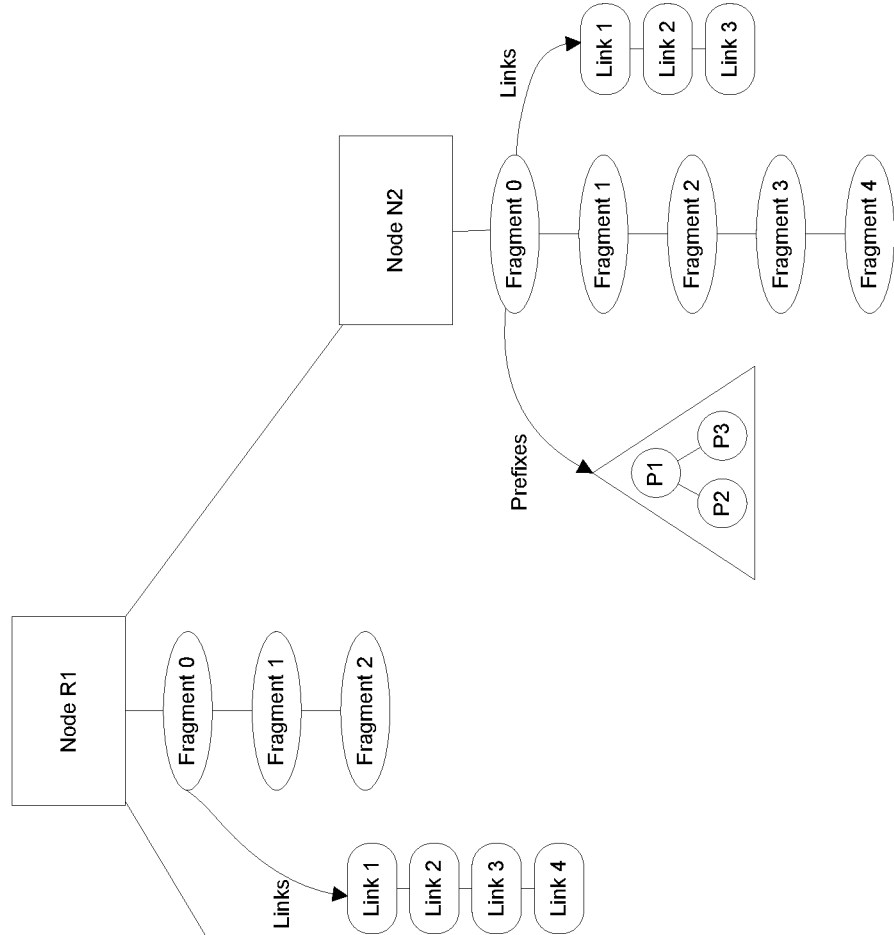 Node R1
Fragment 0
Fragment 1
Fragment 2
Links
Link 1
Link 2
Link 3
Link 4
Node N2
Fragment 0
Fragment 1
Fragment 2
Fragment 3
Fragment 4
Prefixes
P1
P2
P3
Links
Link 1
Link 2
Link 3